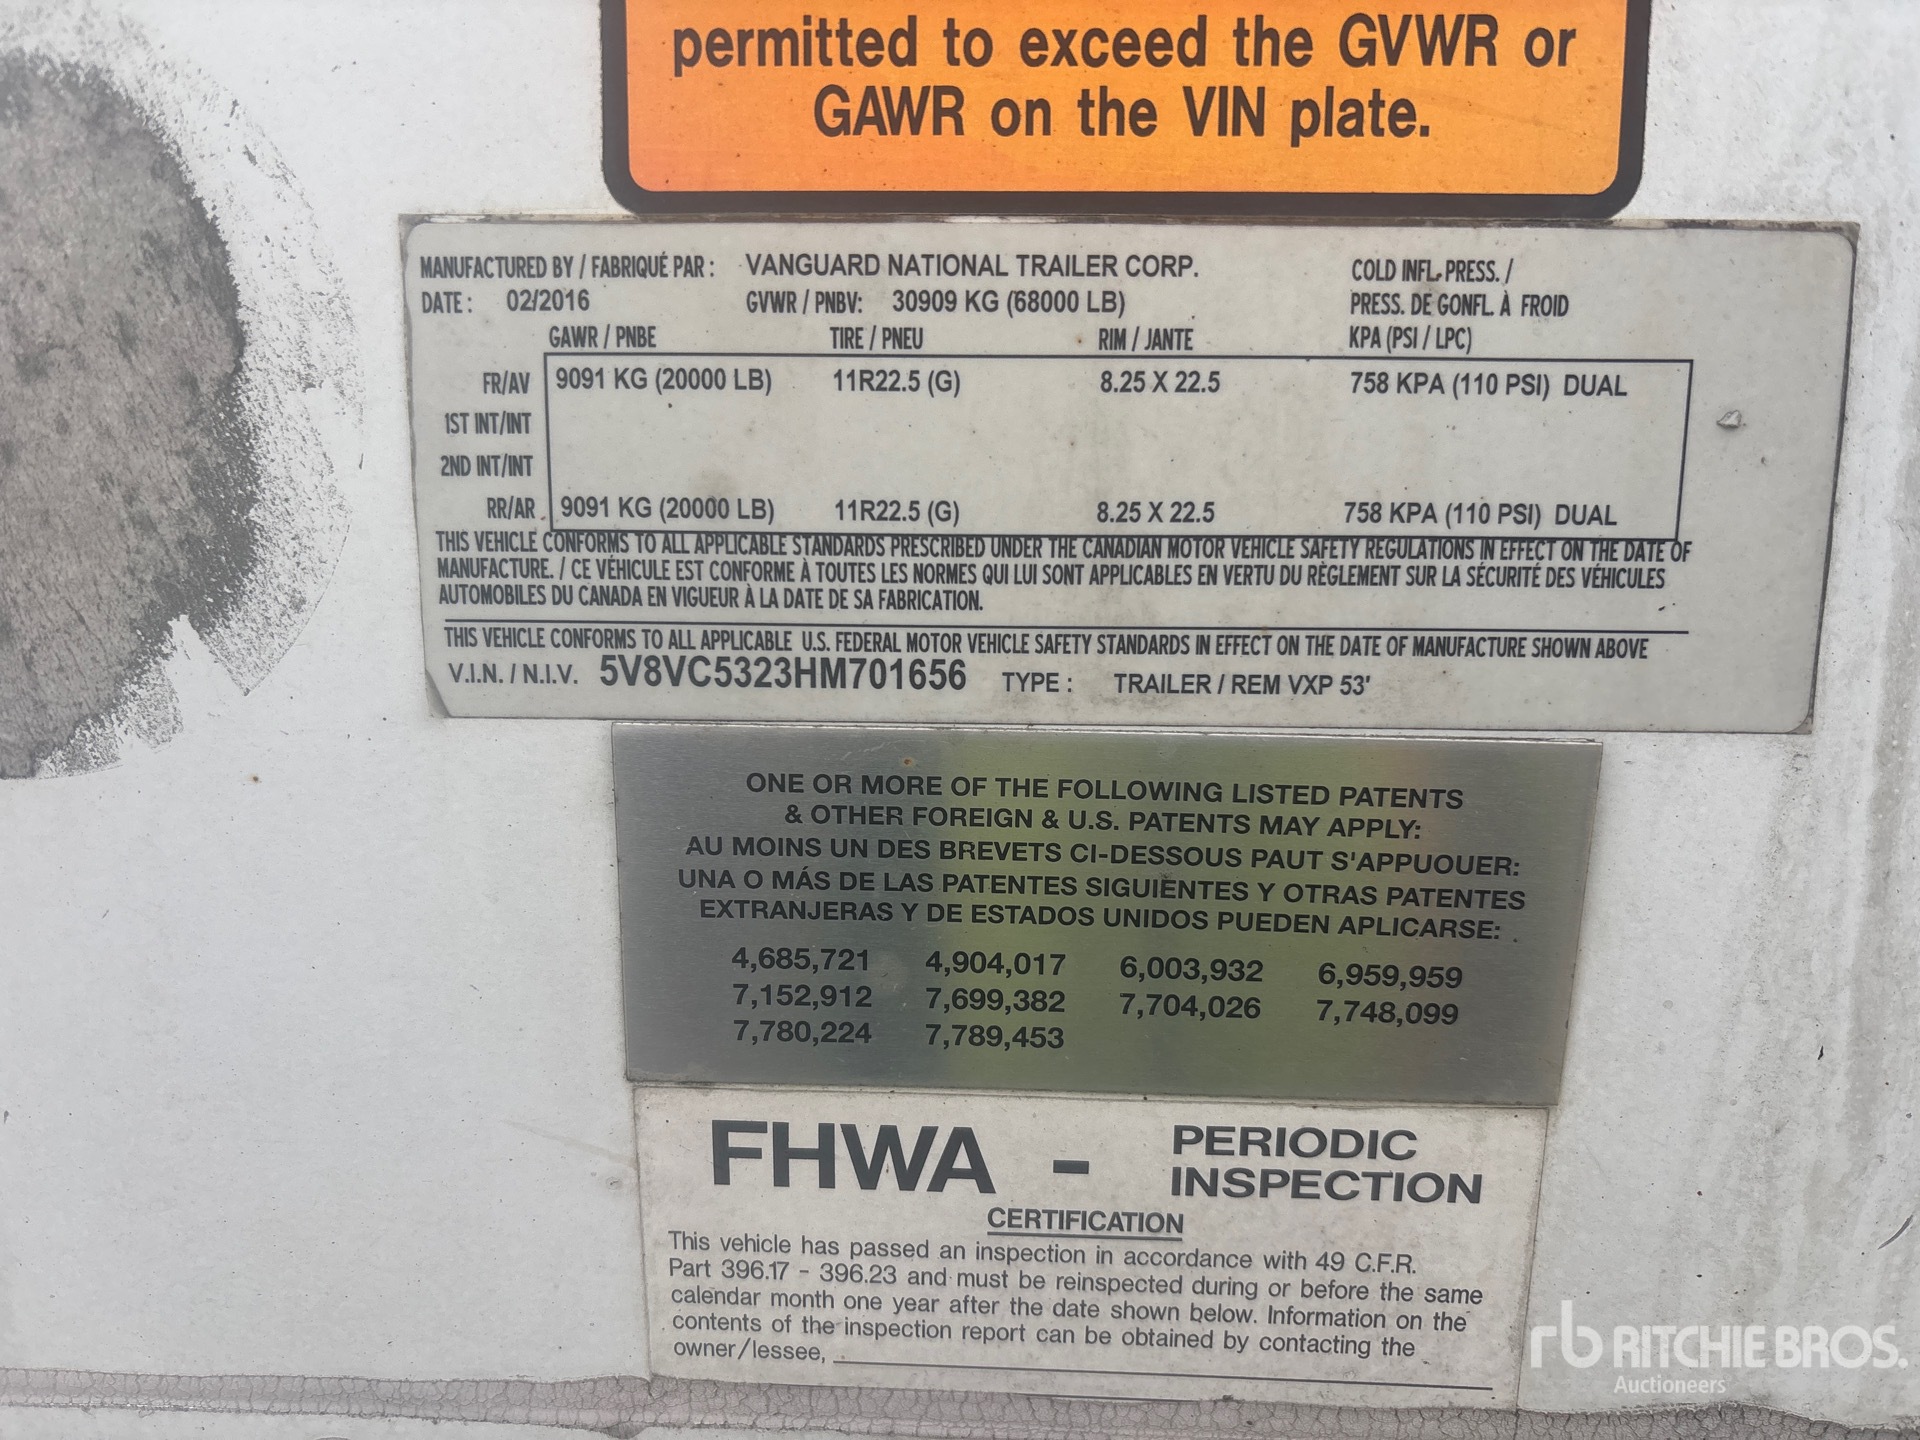 permitted to exceed the GVWR or
GAWR on the VIN plate.
MANUFACTURED BY / FABRIQUÉ PAR : VANGUARD NATIONAL TRAILER CORP. COLD INFL. PRESS. /
DATE : 02/2016 GVWR / PNBV: 30909 KG (68000 LB) PRESS. DE GONFL. À FROID
GAWR / PNBE TIRE / PNEU RIM / JANTE KPA (PSI / LPC)
FR/AV 9091 KG (20000 LB) 11R22.5 (G) 8.25 X 22.5 758 KPA (110 PSI) DUAL
1ST INT/INT
2ND INT/INT
RR/AR 9091 KG (20000 LB) 11R22.5 (G) 8.25 X 22.5 758 KPA (110 PSI) DUAL
THIS VEHICLE CONFORMS TO ALL APPLICABLE STANDARDS PRESCRIBED UNDER THE CANADIAN MOTOR VEHICLE SAFETY REGULATIONS IN EFFECT ON THE DATE OF
MANUFACTURE. / CE VÉHICULE EST CONFORME À TOUTES LES NORMES QUI LUI SONT APPLICABLES EN VERTU DU RÈGLEMENT SUR LA SÉCURITÉ DES VÉHICULES
AUTOMOBILES DU CANADA EN VIGUEUR À LA DATE DE SA FABRICATION.
THIS VEHICLE CONFORMS TO ALL APPLICABLE U.S. FEDERAL MOTOR VEHICLE SAFETY STANDARDS IN EFFECT ON THE DATE OF MANUFACTURE SHOWN ABOVE
V.I.N. / N.I.V. 5V8VC5323HM701656 TYPE : TRAILER / REM VXP 53'
ONE OR MORE OF THE FOLLOWING LISTED PATENTS
& OTHER FOREIGN & U.S. PATENTS MAY APPLY:
AU MOINS UN DES BREVETS CI-DESSOUS PAUT S'APPUOUER:
UNA O MÁS DE LAS PATENTES SIGUIENTES Y OTRAS PATENTES
EXTRANJERAS Y DE ESTADOS UNIDOS PUEDEN APLICARSE:
4,685,721 4,904,017 6,003,932 6,959,959
7,152,912 7,699,382 7,704,026 7,748,099
7,780,224 7,789,453
FHWA - PERIODIC
INSPECTION
CERTIFICATION
This vehicle has passed an inspection in accordance with 49 C.F.R.
Part 396.17 - 396.23 and must be reinspected during or before the same
calendar month one year after the date shown below. Information on the
contents of the inspection report can be obtained by contacting the
owner/lessee,
rb RITCHIE BROS.
Auctioneers